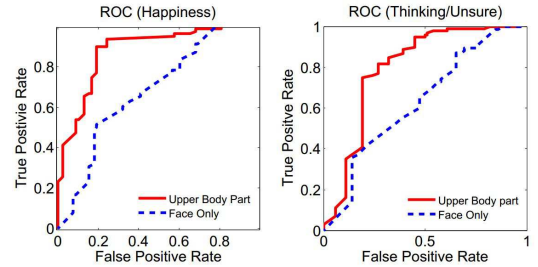 ROC (Happiness)
True Positvie Rate
0.8
0.6
0.4
0.2
0
Upper Body Part
Face Only
0 0.2 0.4 0.6 0.8
False Positive Rate
ROC (Thinking/Unsure)
True Positve Rate
1
0.8
0.6
0.4
0.2
0
Upper Body part
Face Only
0 0.5 1
False Positive Rate